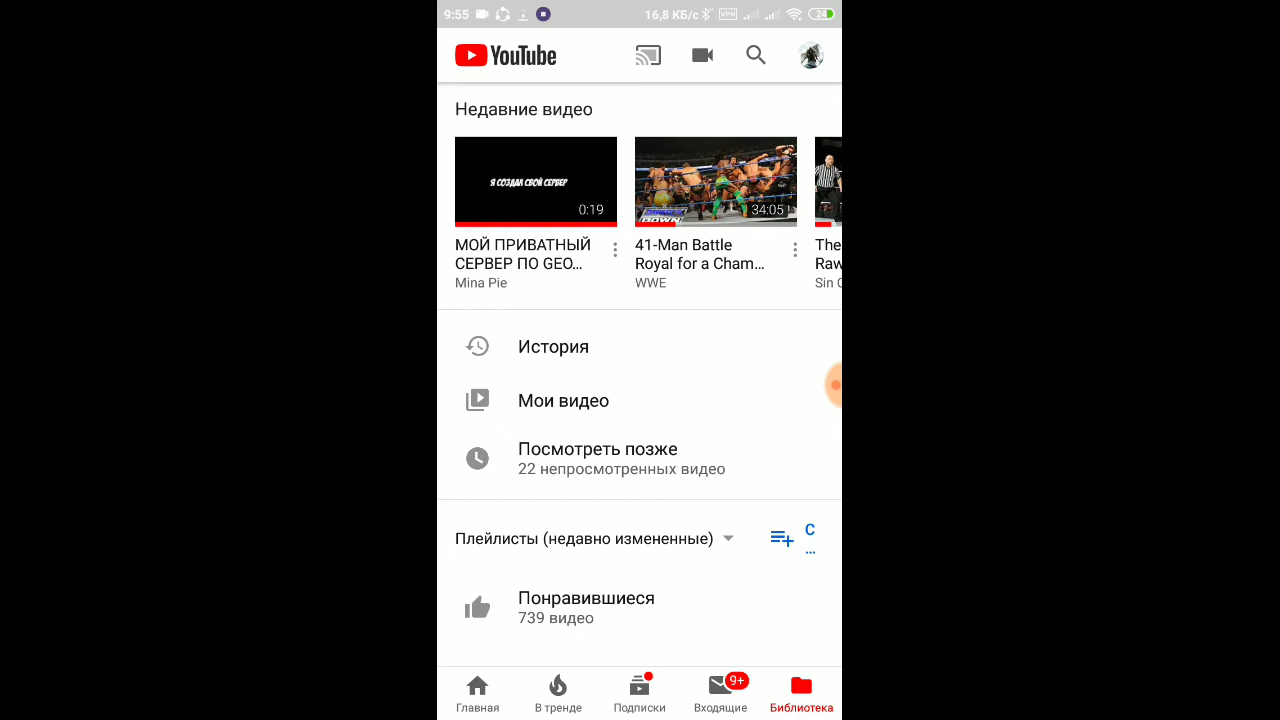 9:55 16,8 КБ/с VPN 24
YouTube
Недавние видео
Я СОЗДАЛ СВОЙ СЕРВЕР
0:19
34:05
МОЙ ПРИВАТНЫЙ
СЕРВЕР ПО GEO...
Mina Pie
41-Man Battle
Royal for a Cham...
WWE
The
Raw
Sin C
История
Мои видео
Посмотреть позже
22 непросмотренных видео
Плейлисты (недавно измененные)
С
...
Понравившиеся
739 видео
9+
Главная В тренде Подписки Входящие Библиотека